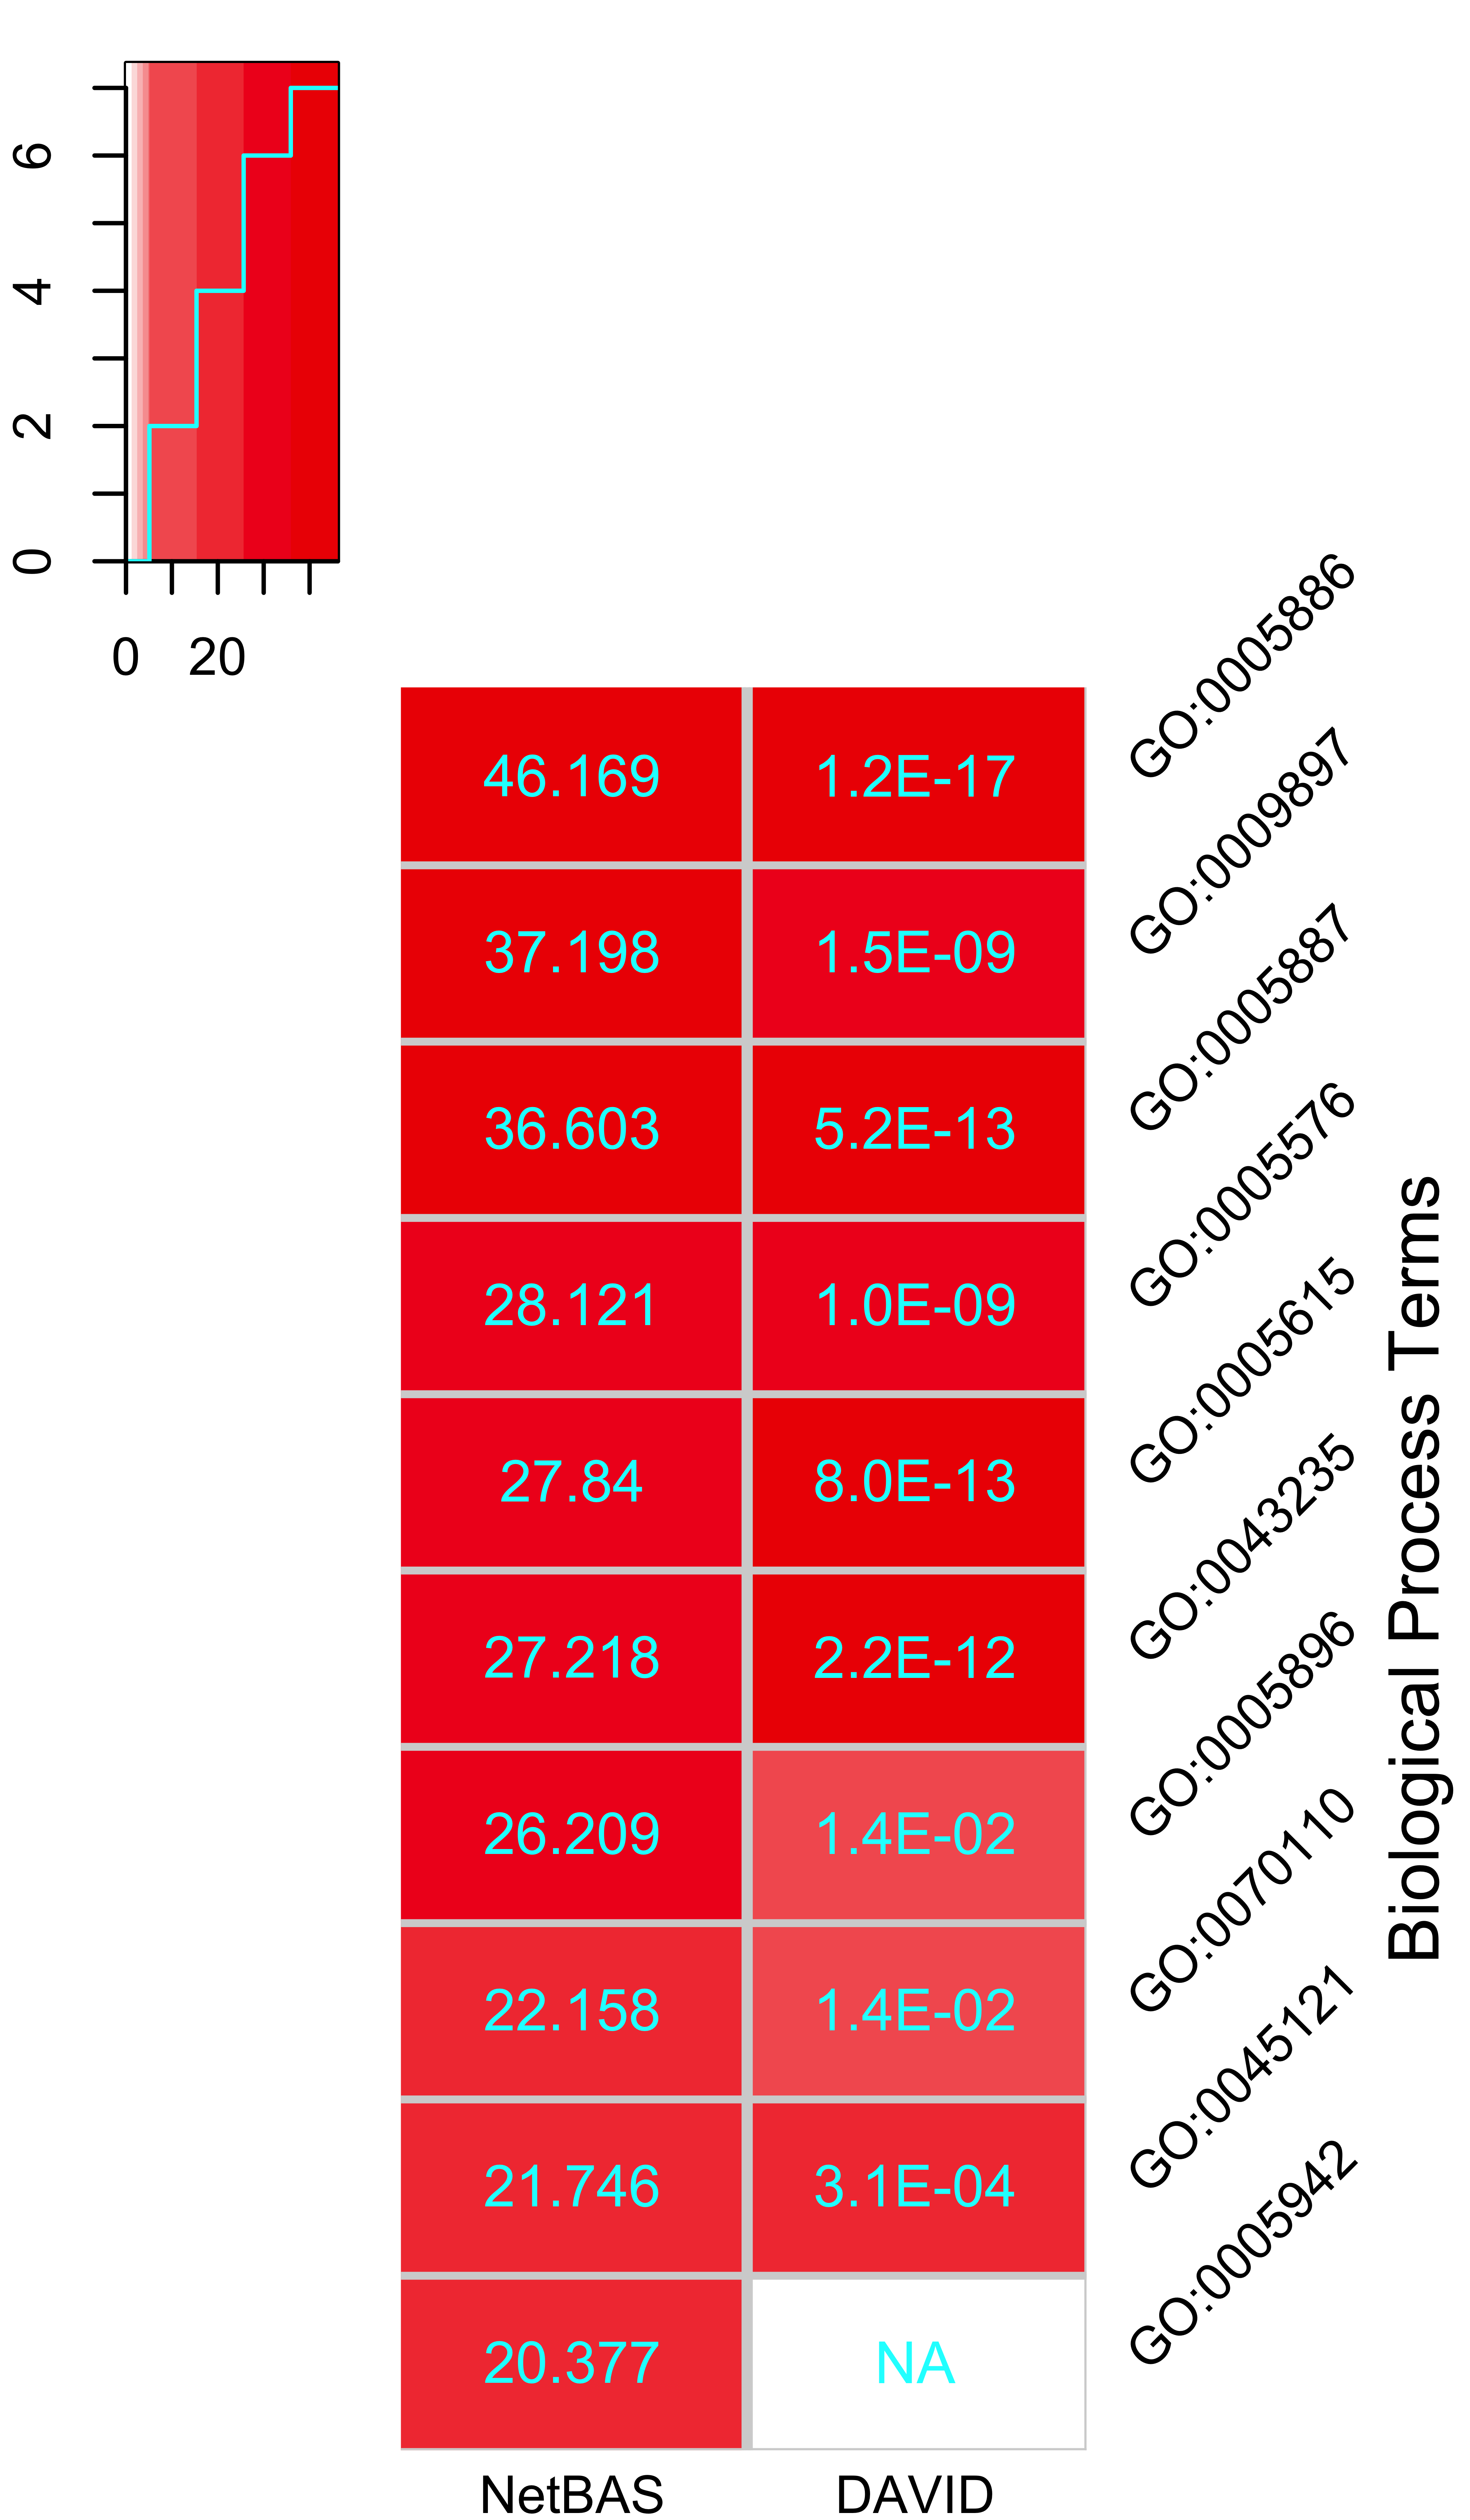 6
4
2
0
0 20
46.169 1.2E-17 GO:0005886
37.198 1.5E-09 GO:0009897
36.603 5.2E-13 GO:0005887
28.121 1.0E-09 GO:0005576
27.84 8.0E-13 GO:0005615
27.218 2.2E-12 GO:0043235
26.209 1.4E-02 GO:0005896
22.158 1.4E-02 GO:0070110
21.746 3.1E-04 GO:0045121
20.377 NA GO:0005942
Biological Process Terms
NetBAS DAVID